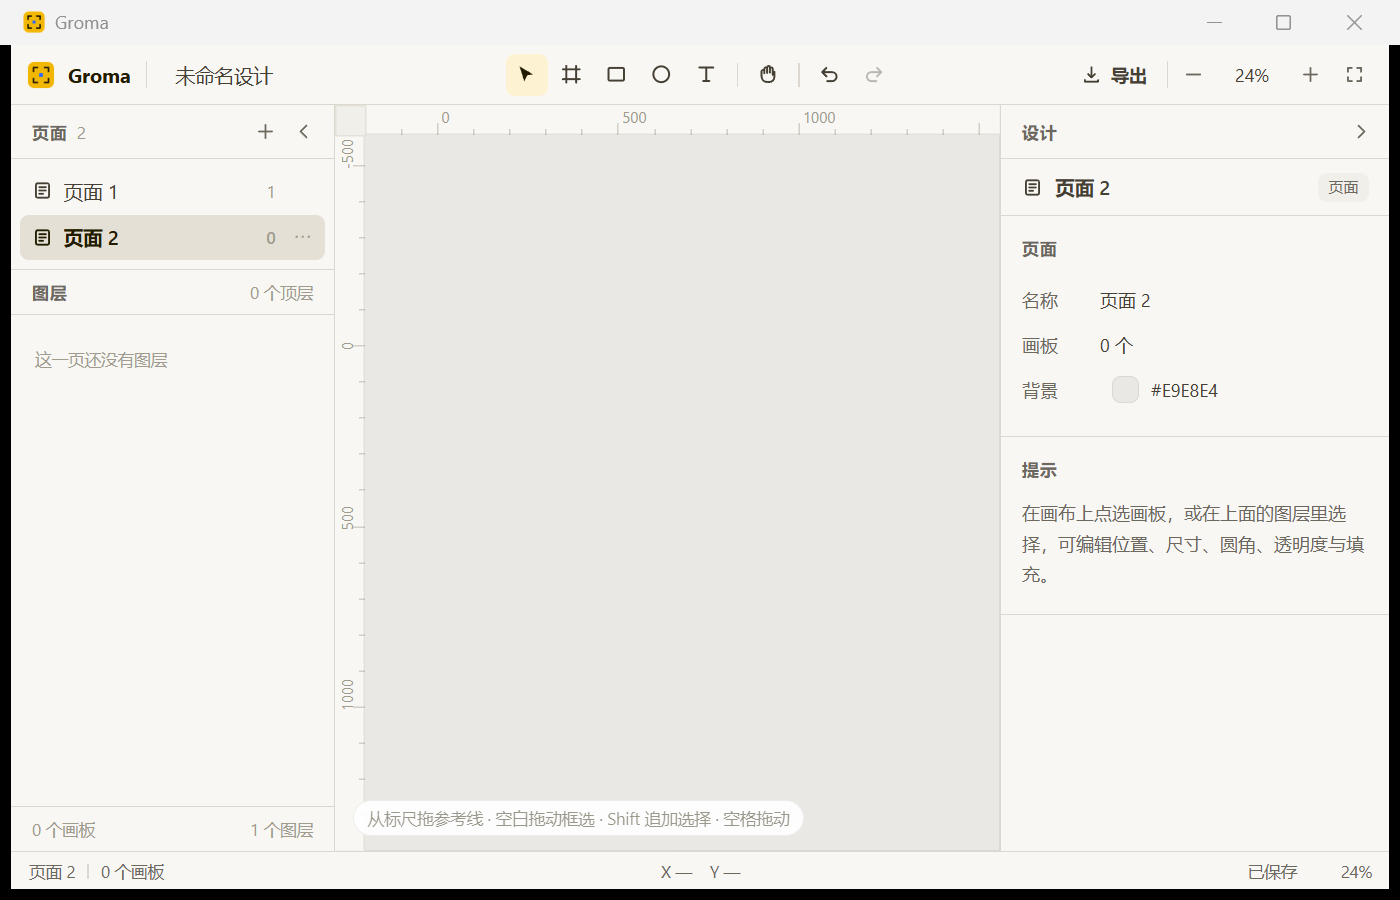 Groma
Groma
未命名设计
导出
24%
页面 2
页面 1 1
页面 2 0 ···
图层 0 个顶层
这一页还没有图层
0 个画板 1 个图层
0 500 1000
-500
0
500
1000
从标尺拖参考线 · 空白拖动框选 · Shift 追加选择 · 空格拖动
设计
页面 2 页面
页面
名称 页面 2
画板 0 个
背景 #E9E8E4
提示
在画布上点选画板，或在上面的图层里选
择，可编辑位置、尺寸、圆角、透明度与填
充。
页面 2 0 个画板 X — Y — 已保存 24%